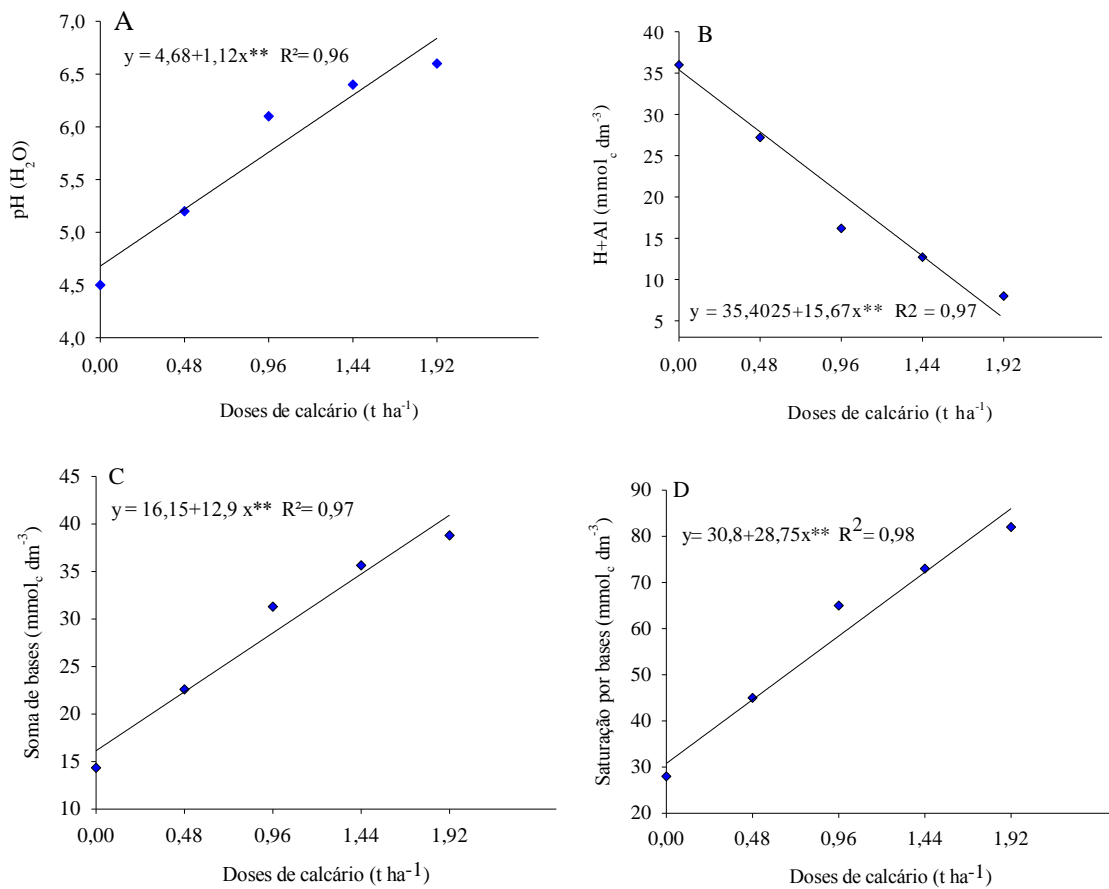 A
y = 4,68+1,12x** R²= 0,96
pH (H₂O)
7,0
6,5
6,0
5,5
5,0
4,5
4,0
0,00 0,48 0,96 1,44 1,92
Doses de calcário (t ha⁻¹)
B
H+Al (mmol꜀ dm⁻³)
40
35
30
25
20
15
10
5
y = 35,4025+15,67x** R2 = 0,97
0,00 0,48 0,96 1,44 1,92
Doses de calcário (t ha⁻¹)
C
y = 16,15+12,9 x** R²= 0,97
Soma de bases (mmol꜀ dm⁻³)
45
40
35
30
25
20
15
10
0,00 0,48 0,96 1,44 1,92
Doses de calcário (t ha⁻¹)
D
y= 30,8+28,75x** R²= 0,98
Saturação por bases (mmol꜀ dm⁻³)
90
80
70
60
50
40
30
20
0,00 0,48 0,96 1,44 1,92
Doses de calcário (t ha⁻¹)